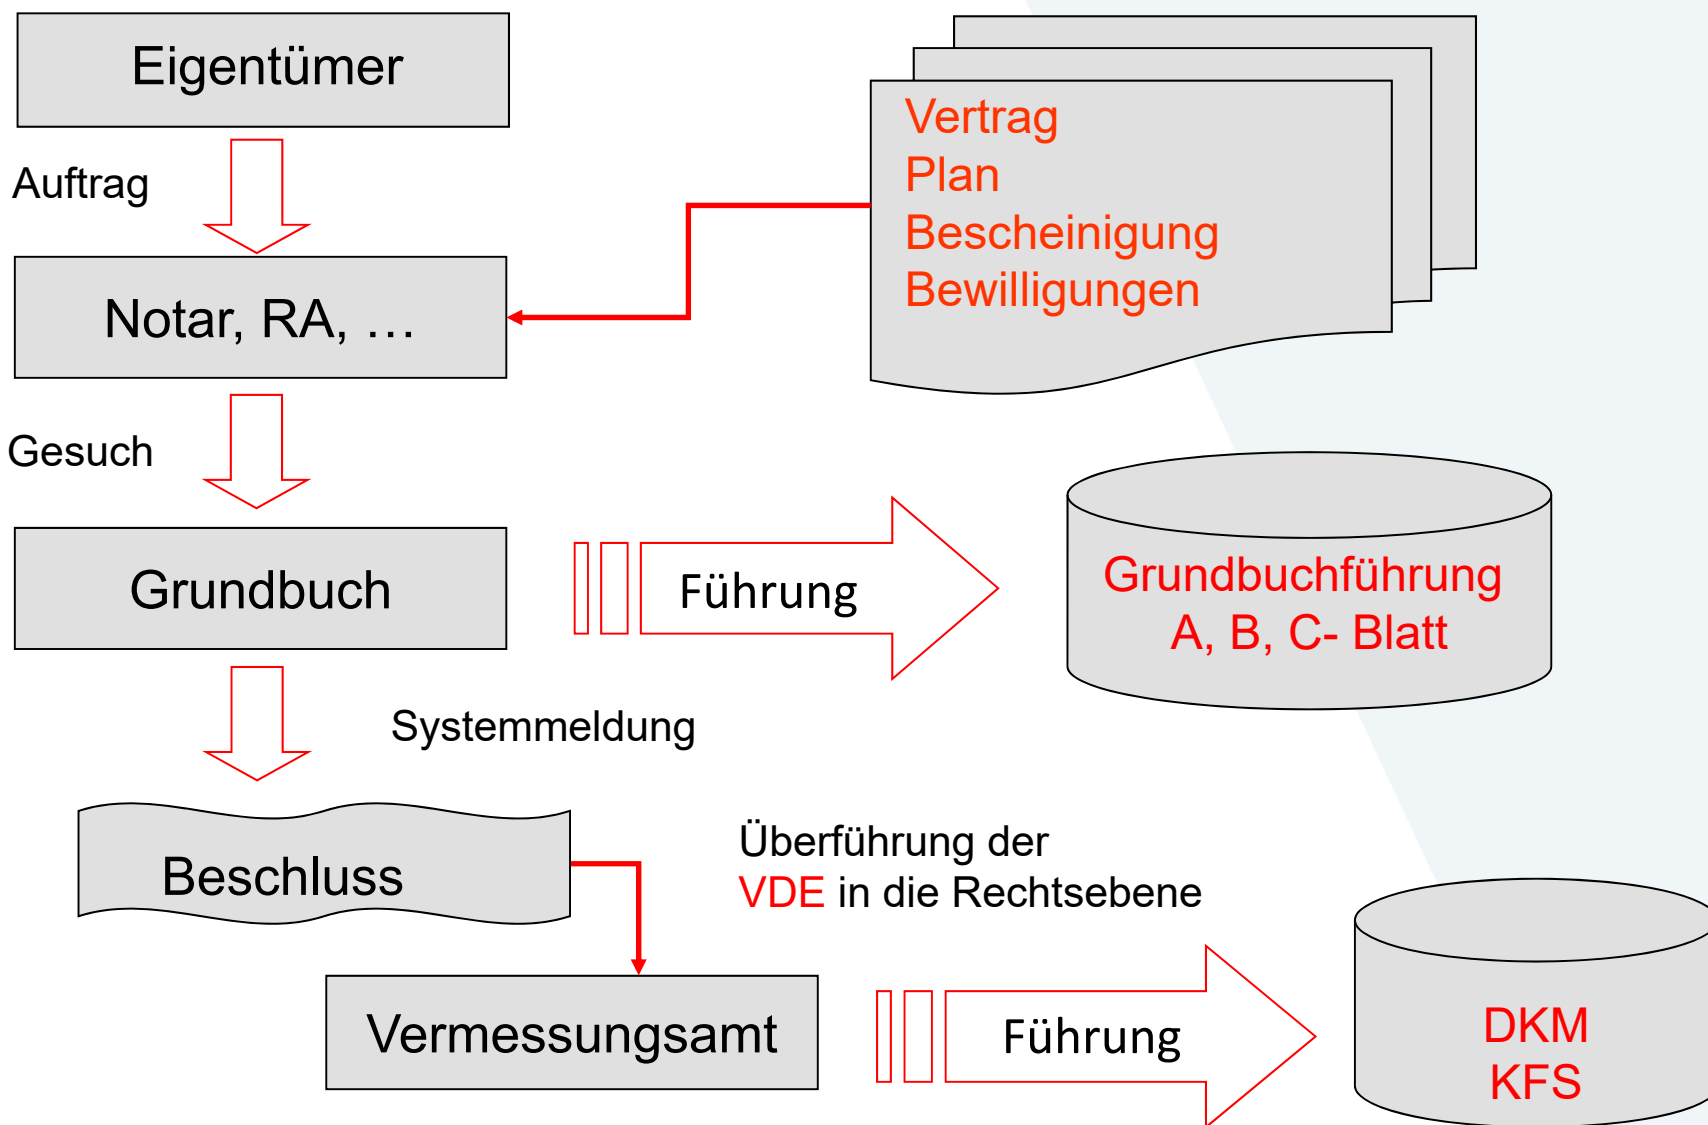 Eigentümer
Auftrag
Vertrag
Plan
Bescheinigung
Bewilligungen
Notar, RA, …
Gesuch
Grundbuch
Führung
Grundbuchführung
A, B, C- Blatt
Systemmeldung
Beschluss
Überführung der
VDE in die Rechtsebene
Vermessungsamt
Führung
DKM
KFS